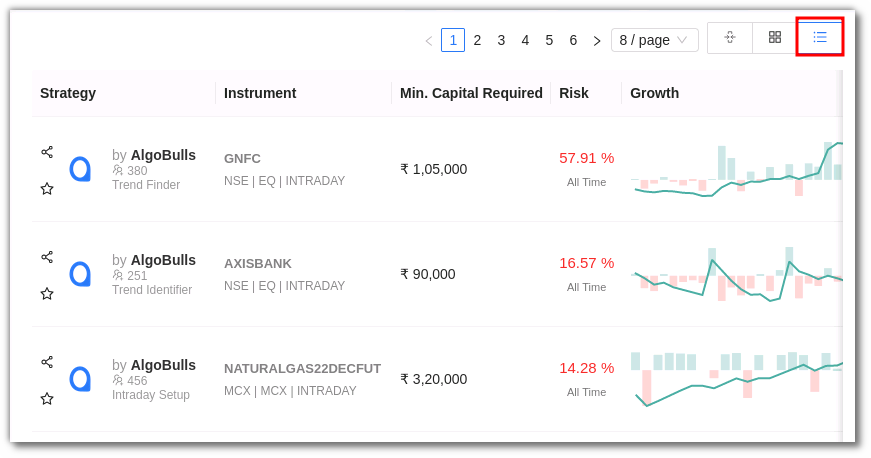 1 2 3 4 5 6 8 / page
Strategy Instrument Min. Capital Required Risk Growth
by AlgoBulls
380
Trend Finder
GNFC
NSE | EQ | INTRADAY
₹ 1,05,000
57.91 %
All Time
by AlgoBulls
251
Trend Identifier
AXISBANK
NSE | EQ | INTRADAY
₹ 90,000
16.57 %
All Time
by AlgoBulls
456
Intraday Setup
NATURALGAS22DECFUT
MCX | MCX | INTRADAY
₹ 3,20,000
14.28 %
All Time